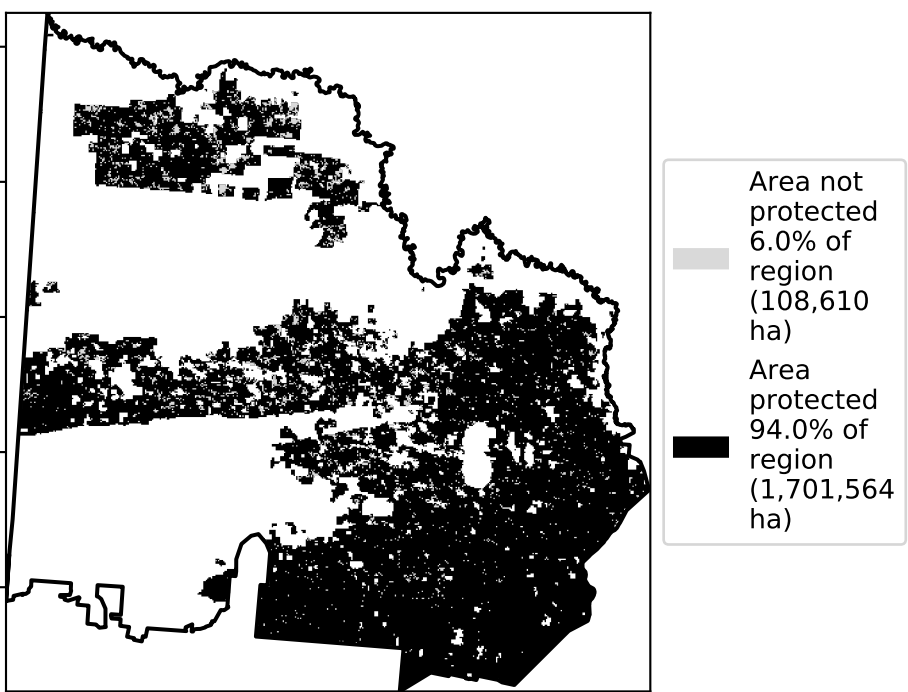 Area not
protected
6.0% of
region
(108,610
ha)
Area
protected
94.0% of
region
(1,701,564
ha)